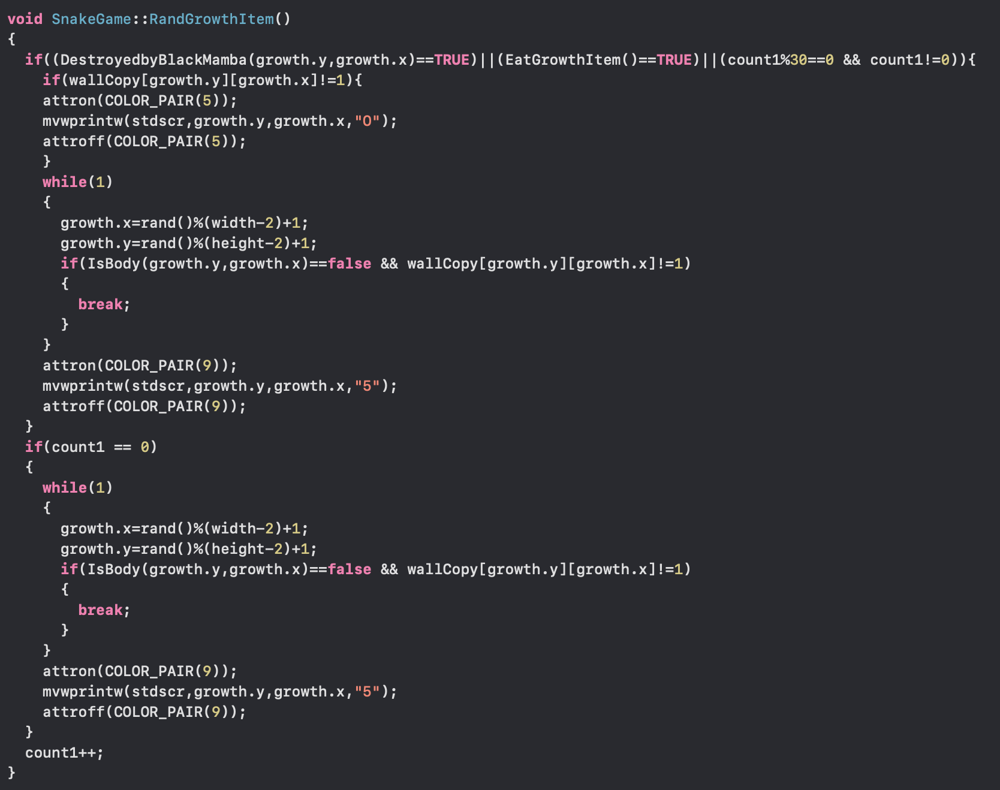 void SnakeGame::RandGrowthItem()
{
  if((DestroyedbyBlackMamba(growth.y,growth.x)==TRUE)||(EatGrowthItem()==TRUE)||(count1%30==0 && count1!=0)){
    if(wallCopy[growth.y][growth.x]!=1){
    attron(COLOR_PAIR(5));
    mvwprintw(stdscr,growth.y,growth.x,"O");
    attroff(COLOR_PAIR(5));
    }
    while(1)
    {
      growth.x=rand()%(width-2)+1;
      growth.y=rand()%(height-2)+1;
      if(IsBody(growth.y,growth.x)==false && wallCopy[growth.y][growth.x]!=1)
      {
        break;
      }
    }
    attron(COLOR_PAIR(9));
    mvwprintw(stdscr,growth.y,growth.x,"5");
    attroff(COLOR_PAIR(9));
  }
  if(count1 == 0)
  {
    while(1)
    {
      growth.x=rand()%(width-2)+1;
      growth.y=rand()%(height-2)+1;
      if(IsBody(growth.y,growth.x)==false && wallCopy[growth.y][growth.x]!=1)
      {
        break;
      }
    }
    attron(COLOR_PAIR(9));
    mvwprintw(stdscr,growth.y,growth.x,"5");
    attroff(COLOR_PAIR(9));
  }
  count1++;
}